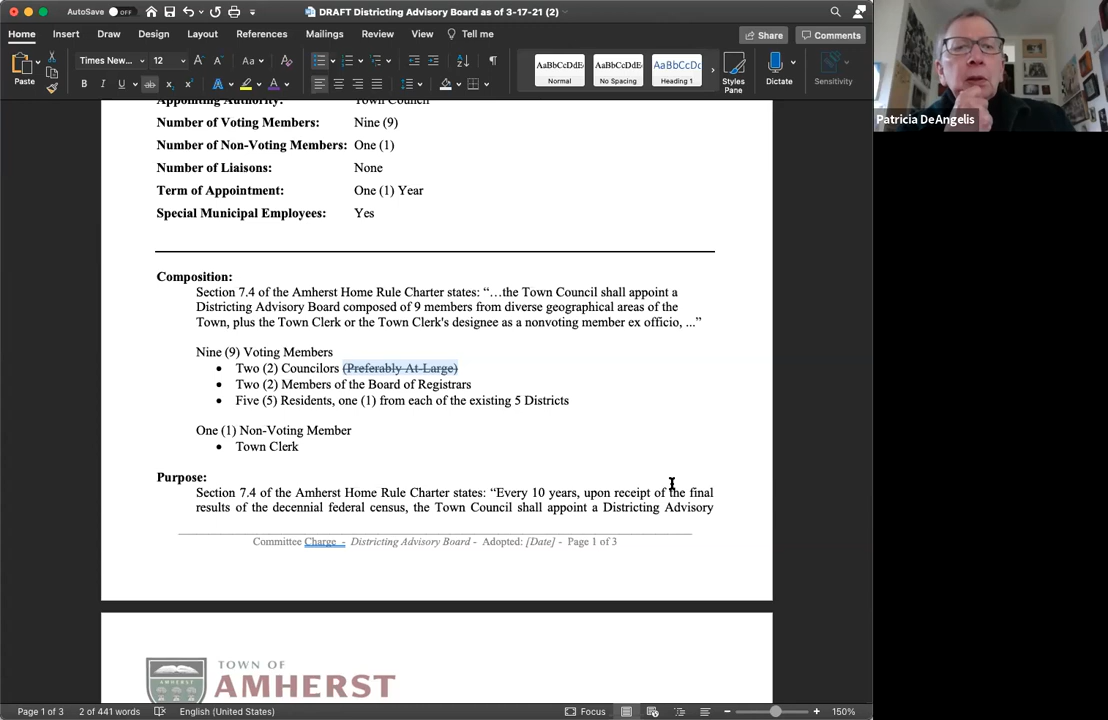 AutoSave OFF DRAFT Districting Advisory Board as of 3-17-21 (2)
Home Insert Draw Design Layout References Mailings Review View Tell me Share Comments
Paste Times New... 12 Aa AaBbCcDdE Normal AaBbCcDdE No Spacing AaBbCcDc Heading 1 Styles Pane Dictate Sensitivity
Patricia DeAngelis
Appointing Authority: Town Council
Number of Voting Members: Nine (9)
Number of Non-Voting Members: One (1)
Number of Liaisons: None
Term of Appointment: One (1) Year
Special Municipal Employees: Yes
Composition:
Section 7.4 of the Amherst Home Rule Charter states: “…the Town Council shall appoint a
Districting Advisory Board composed of 9 members from diverse geographical areas of the
Town, plus the Town Clerk or the Town Clerk's designee as a nonvoting member ex officio, ...”
Nine (9) Voting Members
• Two (2) Councilors (Preferably At-Large)
• Two (2) Members of the Board of Registrars
• Five (5) Residents, one (1) from each of the existing 5 Districts
One (1) Non-Voting Member
• Town Clerk
Purpose:
Section 7.4 of the Amherst Home Rule Charter states: “Every 10 years, upon receipt of the final
results of the decennial federal census, the Town Council shall appoint a Districting Advisory
Committee Charge - Districting Advisory Board - Adopted: [Date] - Page 1 of 3
TOWN OF
AMHERST
Page 1 of 3 2 of 441 words English (United States) Focus 150%